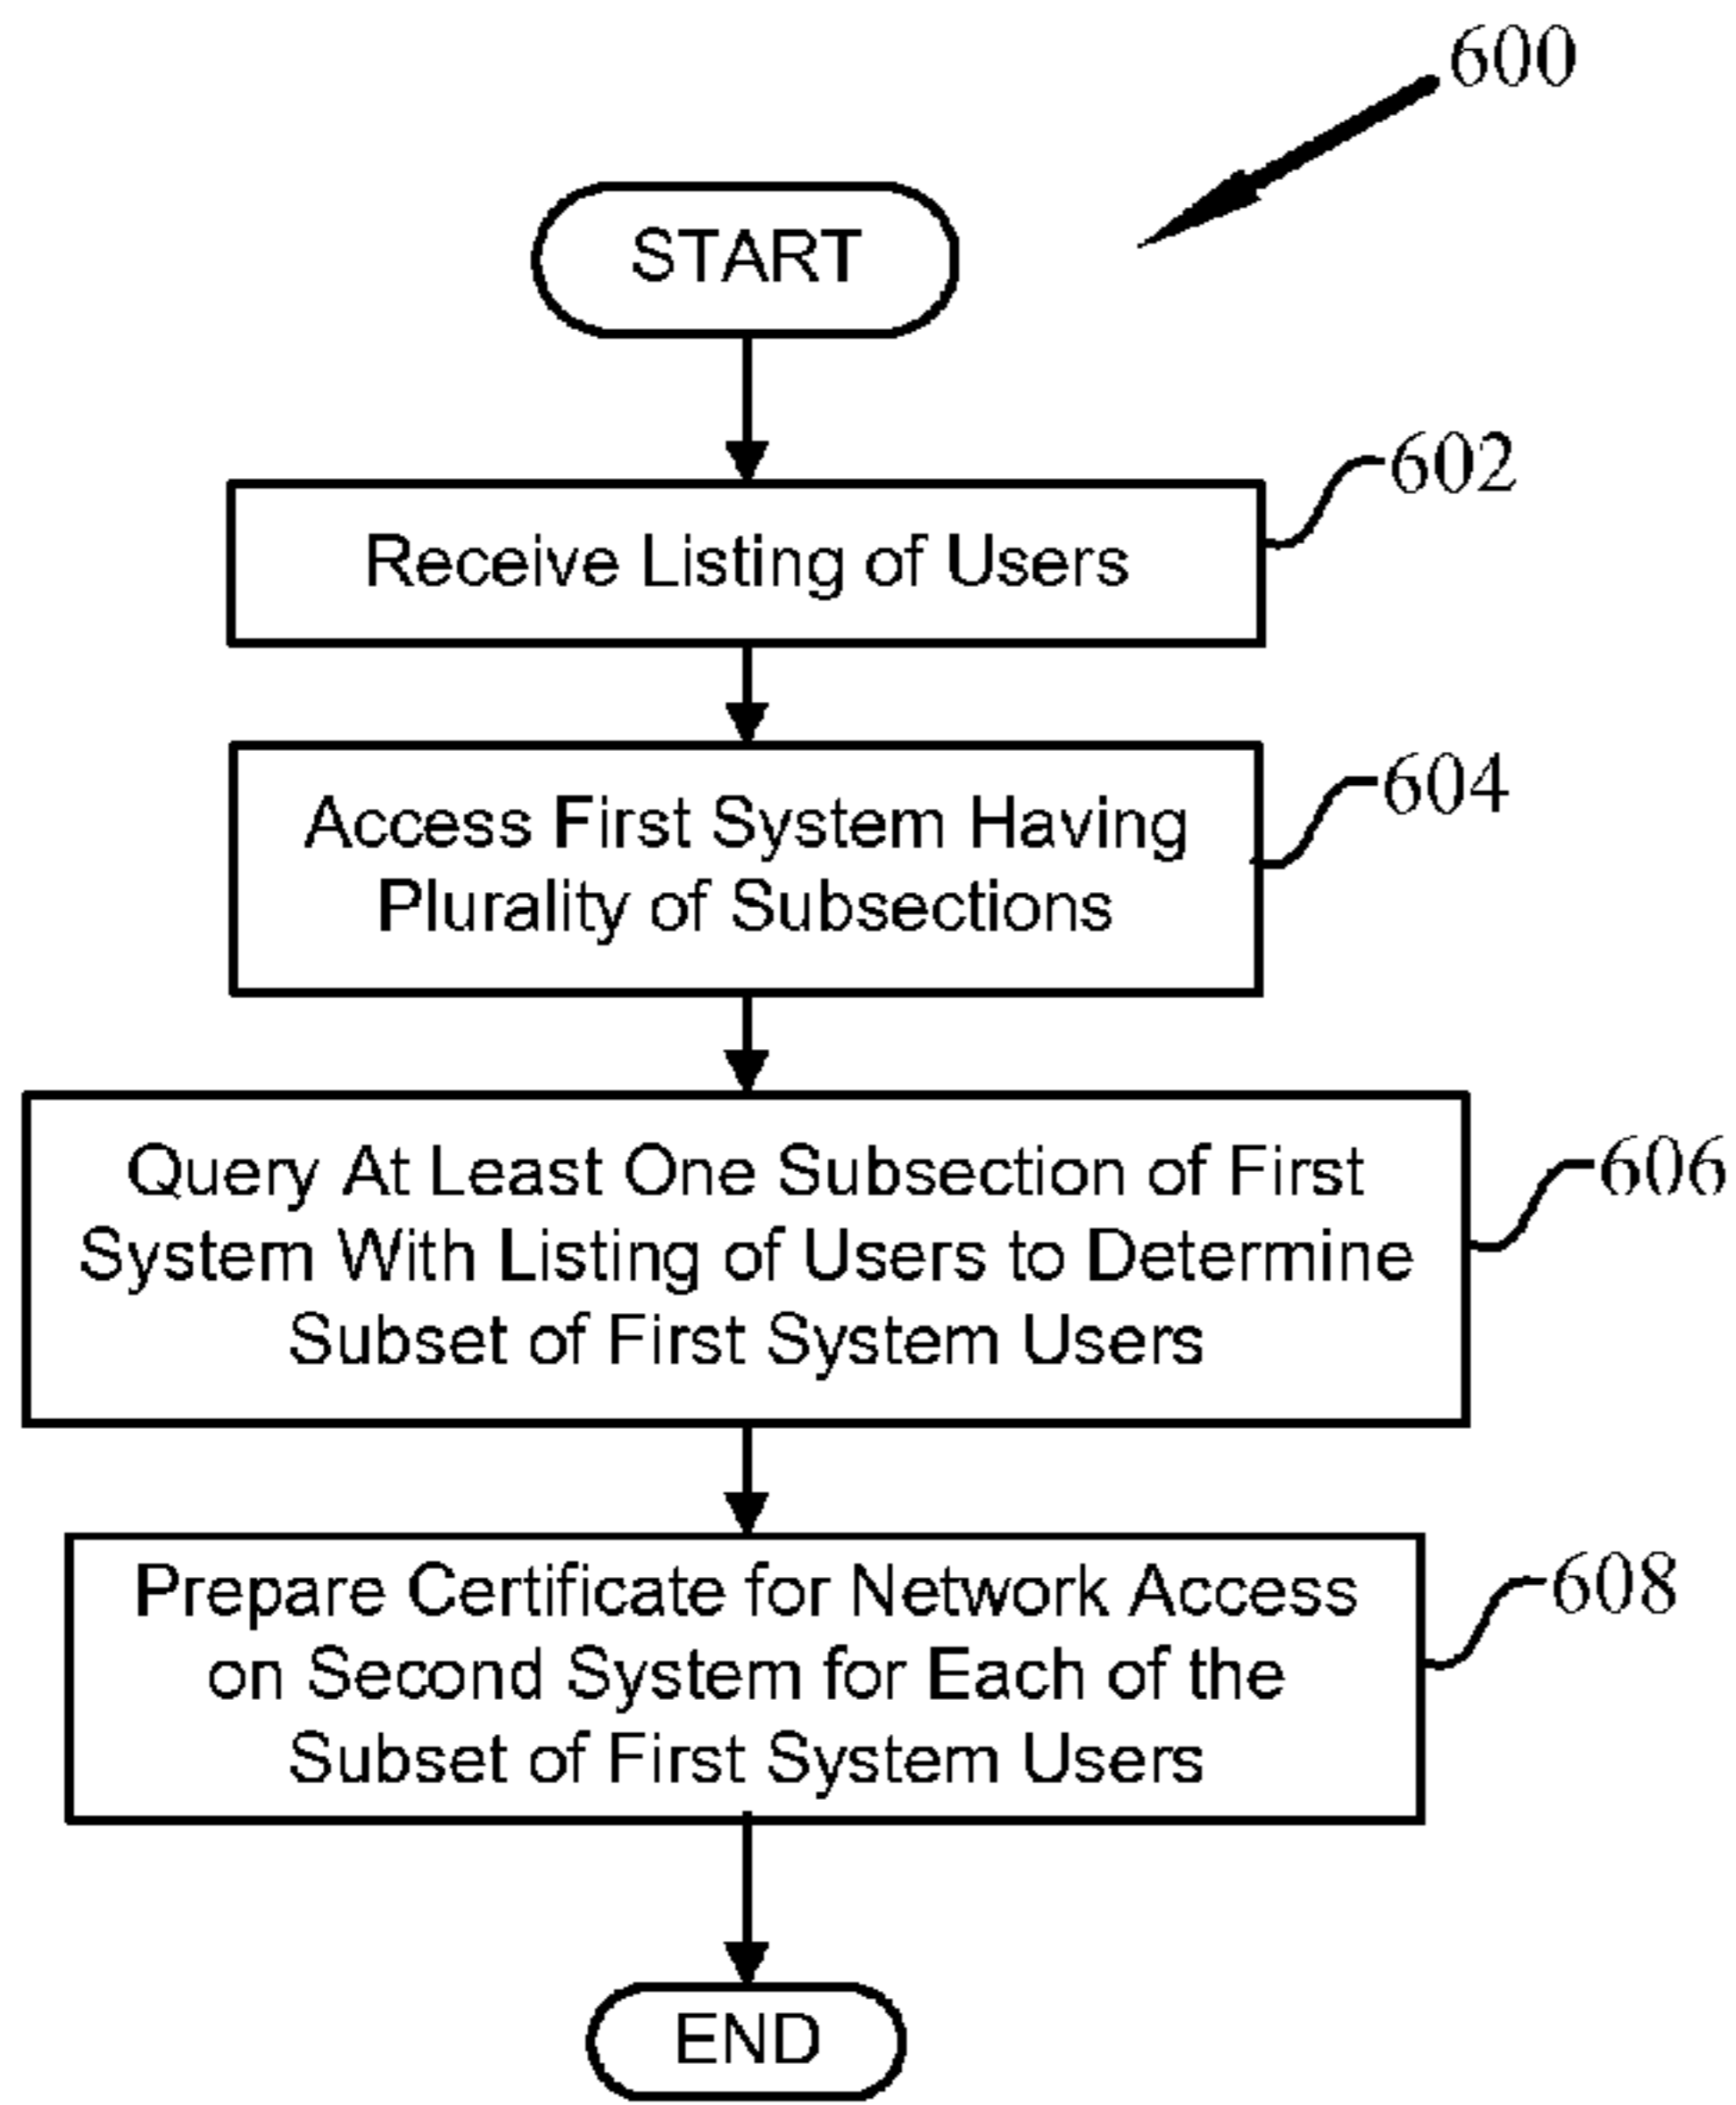 600
START
602
Receive Listing of Users
604
Access First System Having
Plurality of Subsections
606
Query At Least One Subsection of First
System With Listing of Users to Determine
Subset of First System Users
608
Prepare Certificate for Network Access
on Second System for Each of the
Subset of First System Users
END